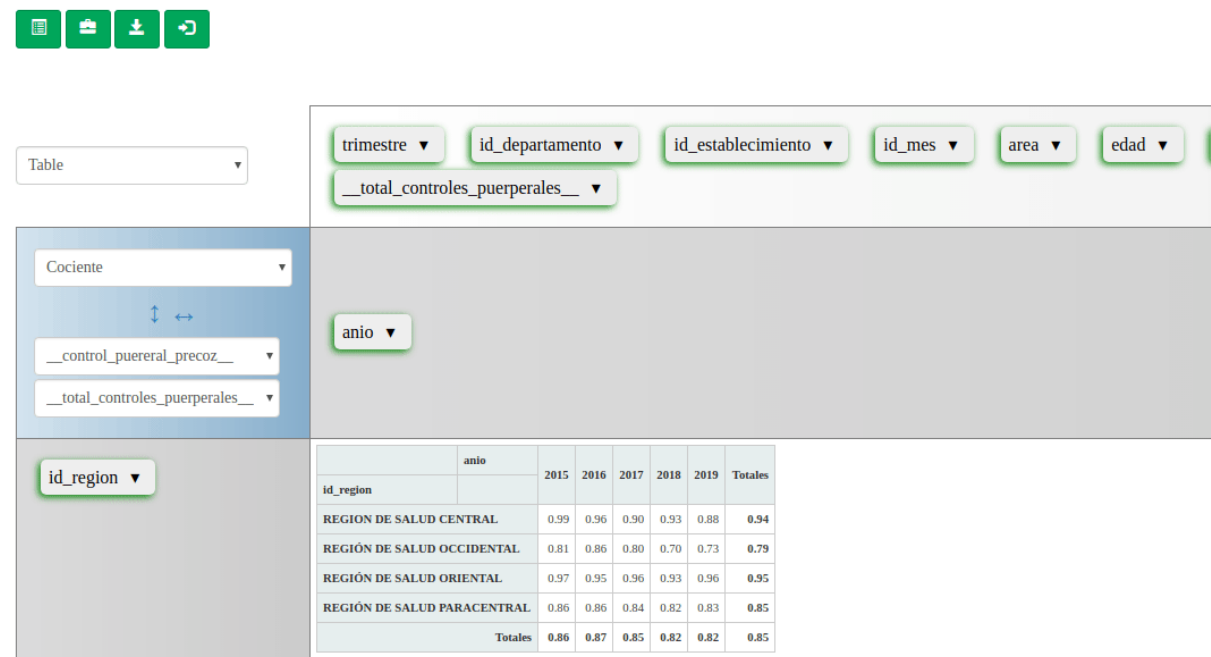 trimestre ▼ id_departamento ▼ id_establecimiento ▼ id_mes ▼ area ▼ edad ▼
Table ▼
__total_controles_puerperales__ ▼
Cociente ▼
↕ ↔
anio ▼
__control_puereral_precoz__ ▼
__total_controles_puerperales__ ▼
id_region ▼
anio 2015 2016 2017 2018 2019 Totales
id_region
REGION DE SALUD CENTRAL 0.99 0.96 0.90 0.93 0.88 0.94
REGIÓN DE SALUD OCCIDENTAL 0.81 0.86 0.80 0.70 0.73 0.79
REGIÓN DE SALUD ORIENTAL 0.97 0.95 0.96 0.93 0.96 0.95
REGIÓN DE SALUD PARACENTRAL 0.86 0.86 0.84 0.82 0.83 0.85
Totales 0.86 0.87 0.85 0.82 0.82 0.85